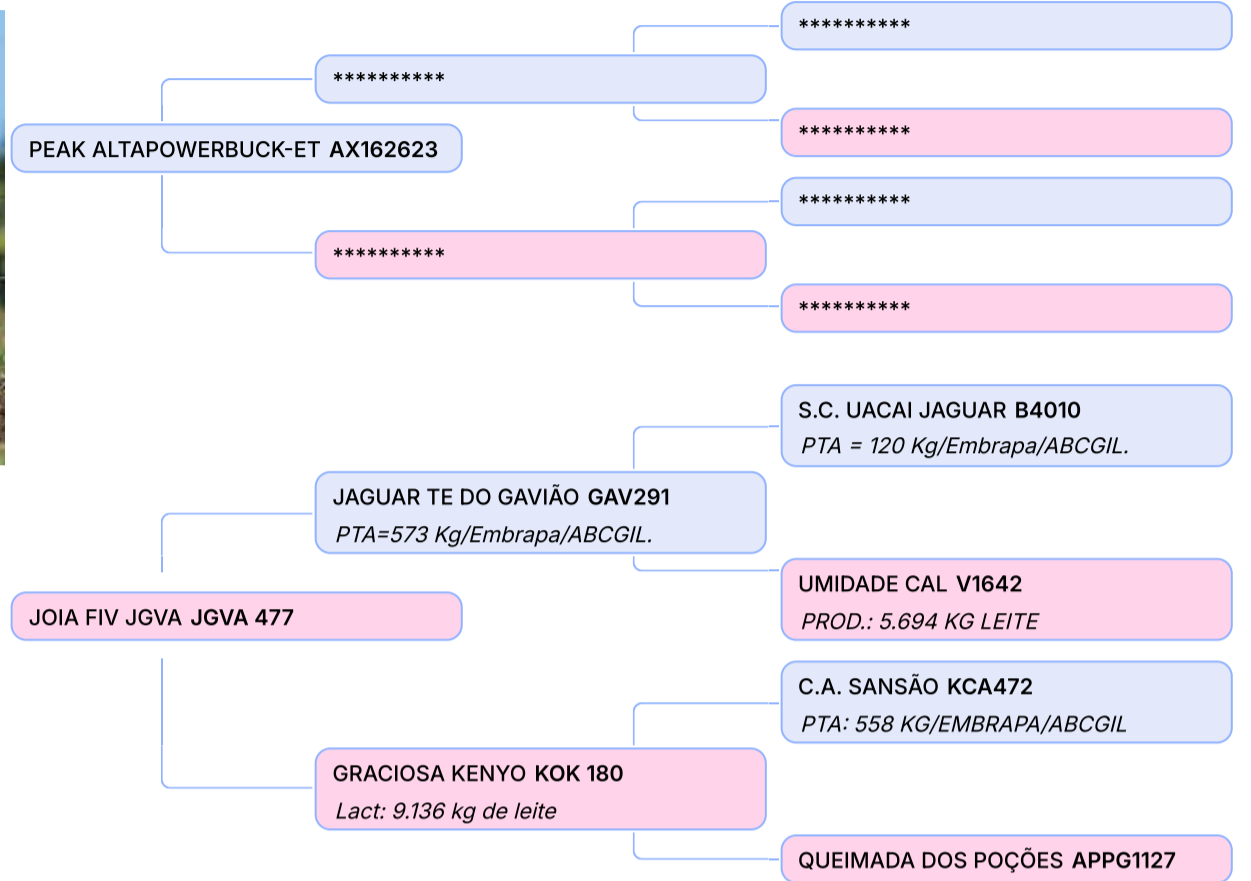 **********
**********
**********
PEAK ALTAPOWERBUCK-ET AX162623
**********
**********
**********
S.C. UACAI JAGUAR B4010
PTA = 120 Kg/Embrapa/ABCGIL.
JAGUAR TE DO GAVIÃO GAV291
PTA=573 Kg/Embrapa/ABCGIL.
UMIDADE CAL V1642
PROD.: 5.694 KG LEITE
JOIA FIV JGVA JGVA 477
C.A. SANSÃO KCA472
PTA: 558 KG/EMBRAPA/ABCGIL
GRACIOSA KENYO KOK 180
Lact: 9.136 kg de leite
QUEIMADA DOS POÇÕES APPG1127